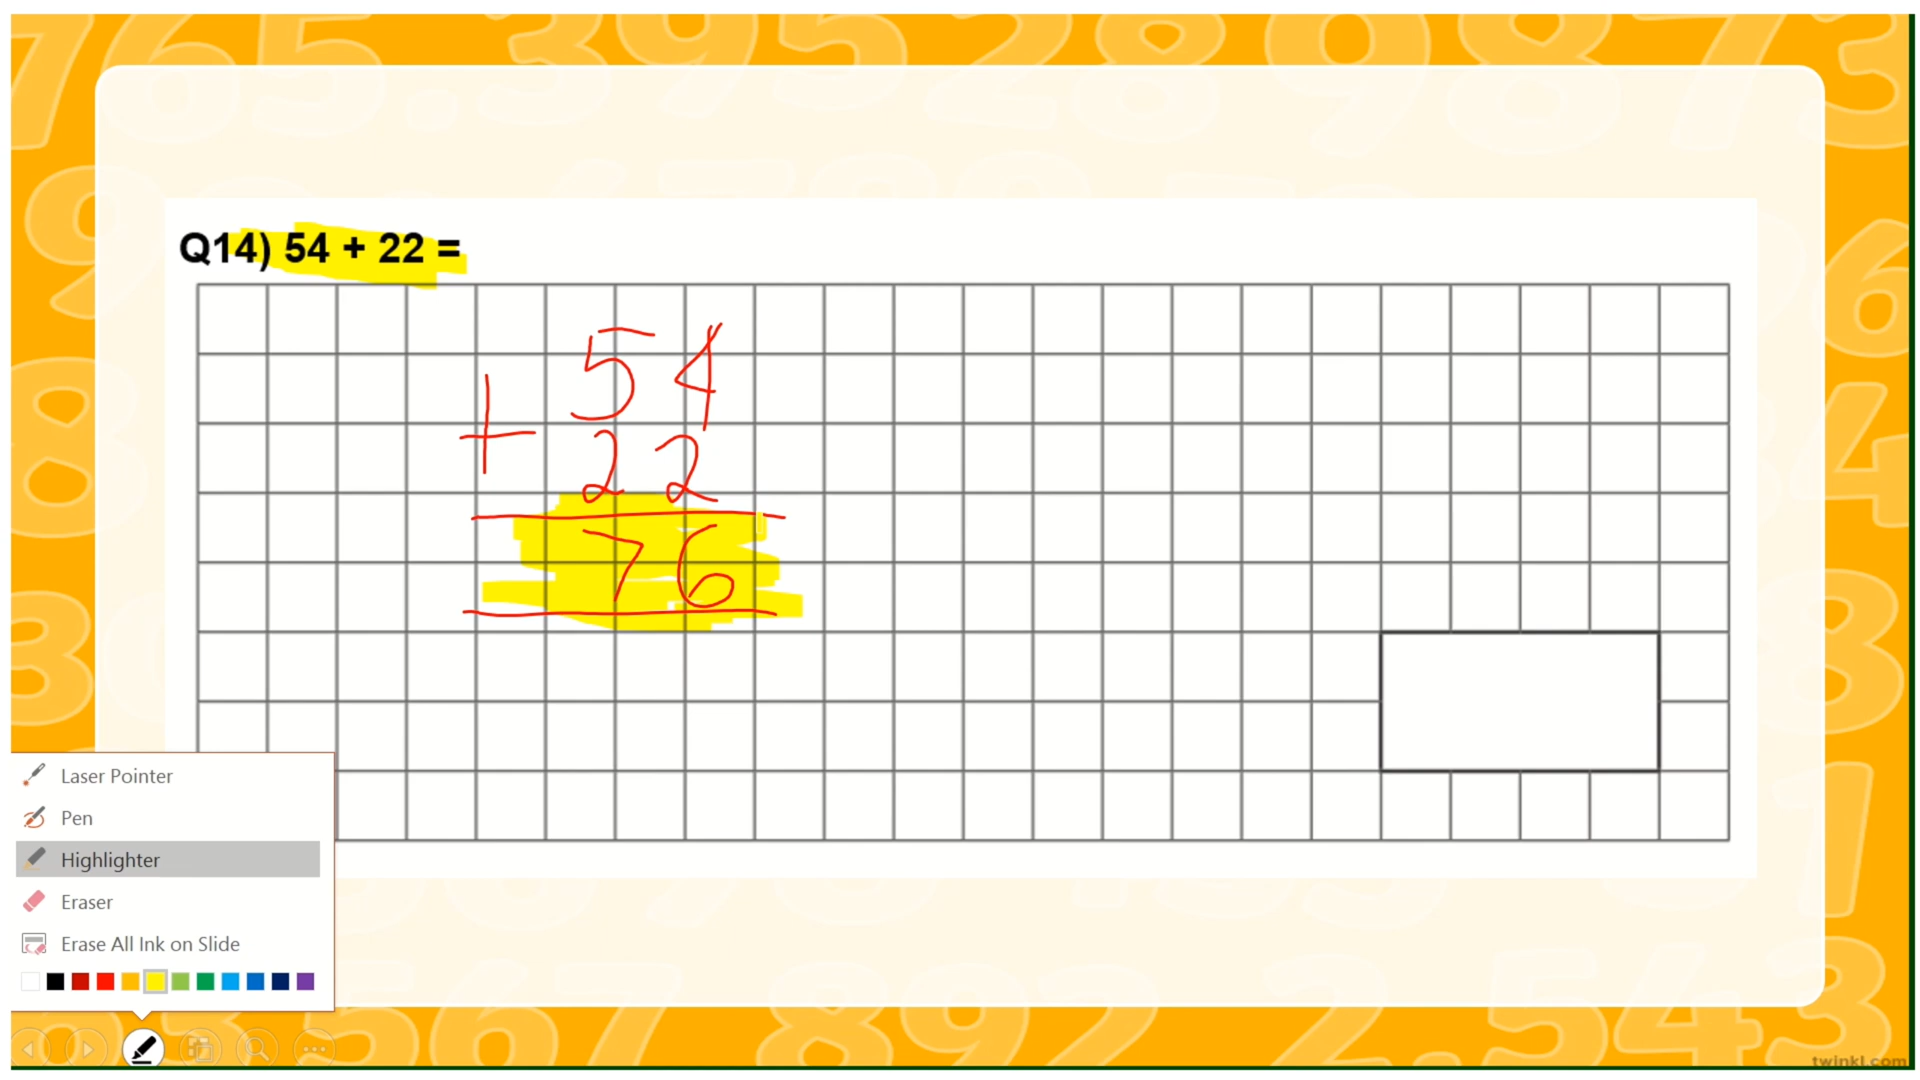 Q14) 54 + 22 =
54
+ 22
76
Laser Pointer
Pen
Highlighter
Eraser
Erase All Ink on Slide
twinkl.com